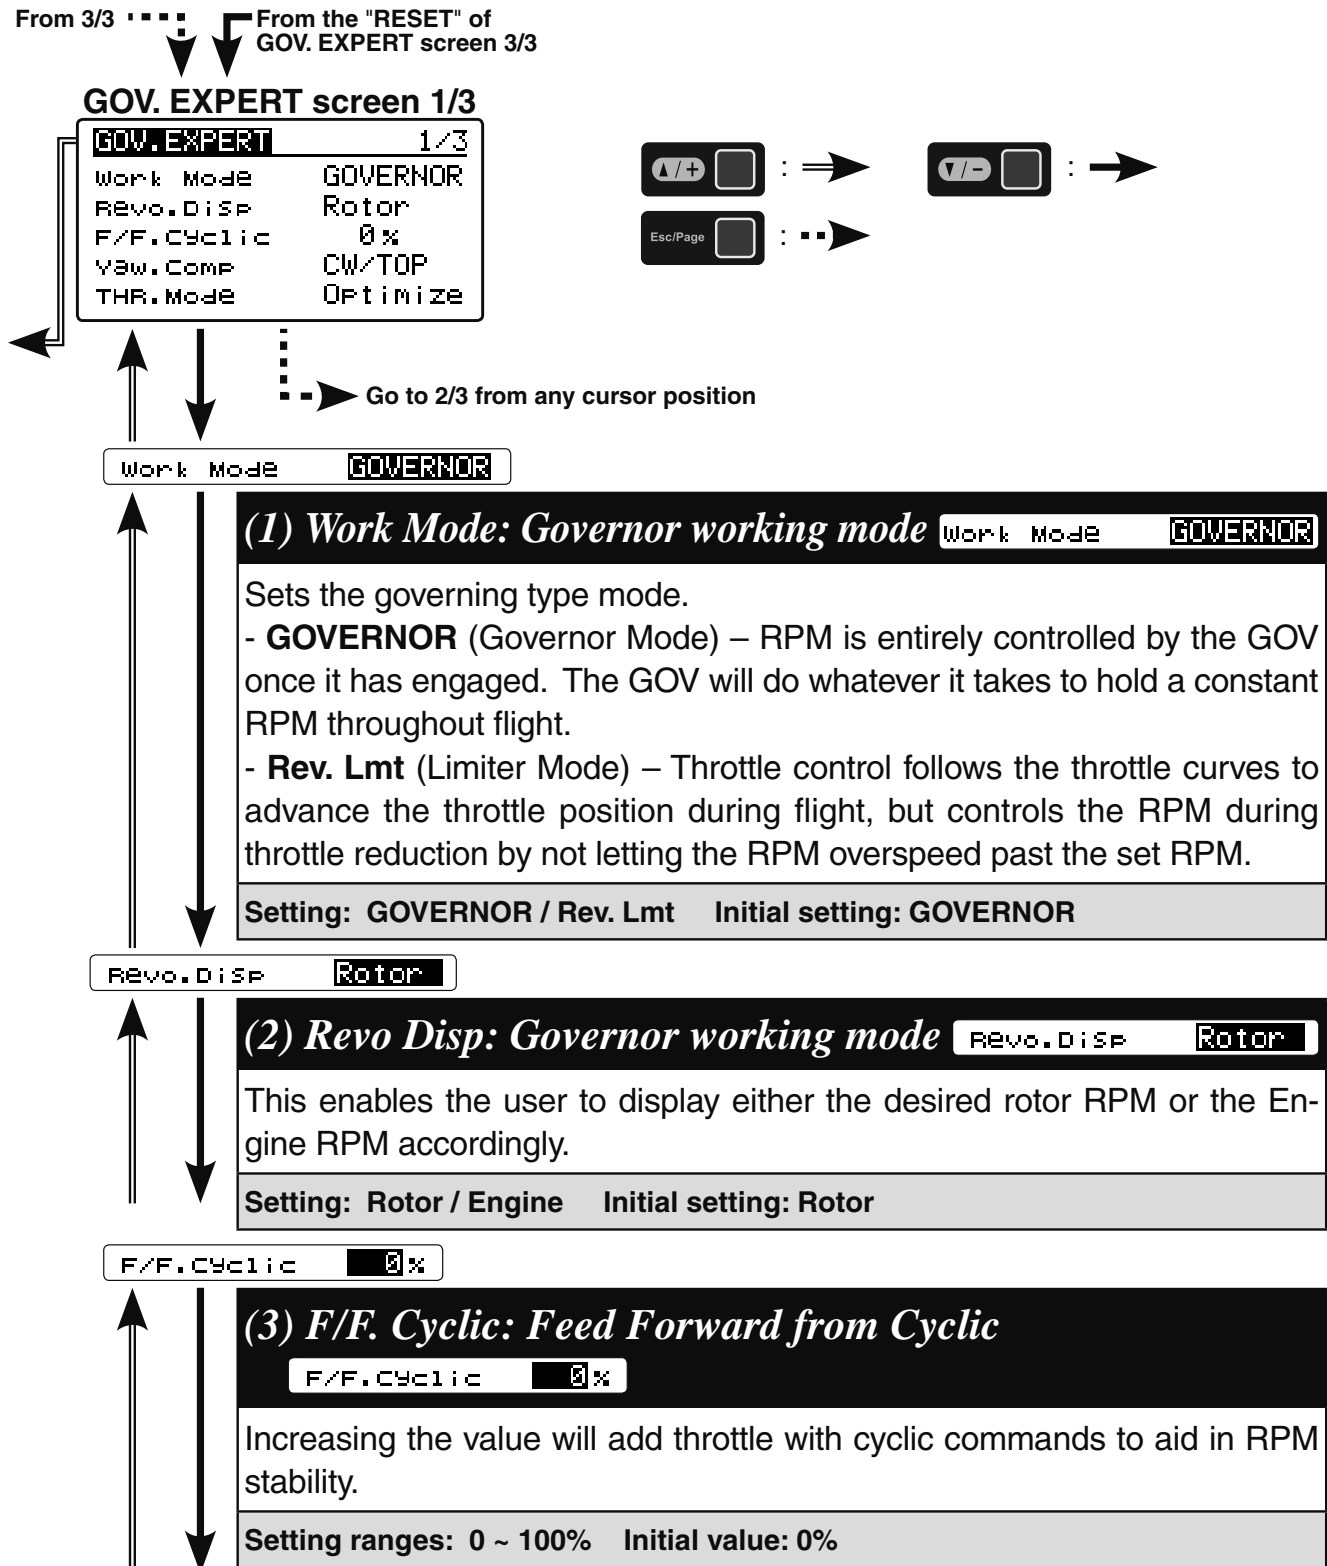 From 3/3
From the "RESET" of
GOV. EXPERT screen 3/3
GOV. EXPERT screen 1/3
GOV.EXPERT 1/3
Work Mode GOVERNOR
Revo.Disp Rotor
F/F.Cyclic 0%
Yaw.Comp CW/TOP
THR.Mode Optimize
▲/+ :
▼/- :
Esc/Page :
Go to 2/3 from any cursor position
Work Mode GOVERNOR
(1) Work Mode: Governor working mode Work Mode GOVERNOR
Sets the governing type mode.
- GOVERNOR (Governor Mode) – RPM is entirely controlled by the GOV
once it has engaged. The GOV will do whatever it takes to hold a constant
RPM throughout flight.
- Rev. Lmt (Limiter Mode) – Throttle control follows the throttle curves to
advance the throttle position during flight, but controls the RPM during
throttle reduction by not letting the RPM overspeed past the set RPM.
Setting: GOVERNOR / Rev. Lmt Initial setting: GOVERNOR
Revo.Disp Rotor
(2) Revo Disp: Governor working mode Revo.Disp Rotor
This enables the user to display either the desired rotor RPM or the En-
gine RPM accordingly.
Setting: Rotor / Engine Initial setting: Rotor
F/F.Cyclic 0%
(3) F/F. Cyclic: Feed Forward from Cyclic
F/F.Cyclic 0%
Increasing the value will add throttle with cyclic commands to aid in RPM
stability.
Setting ranges: 0 ~ 100% Initial value: 0%